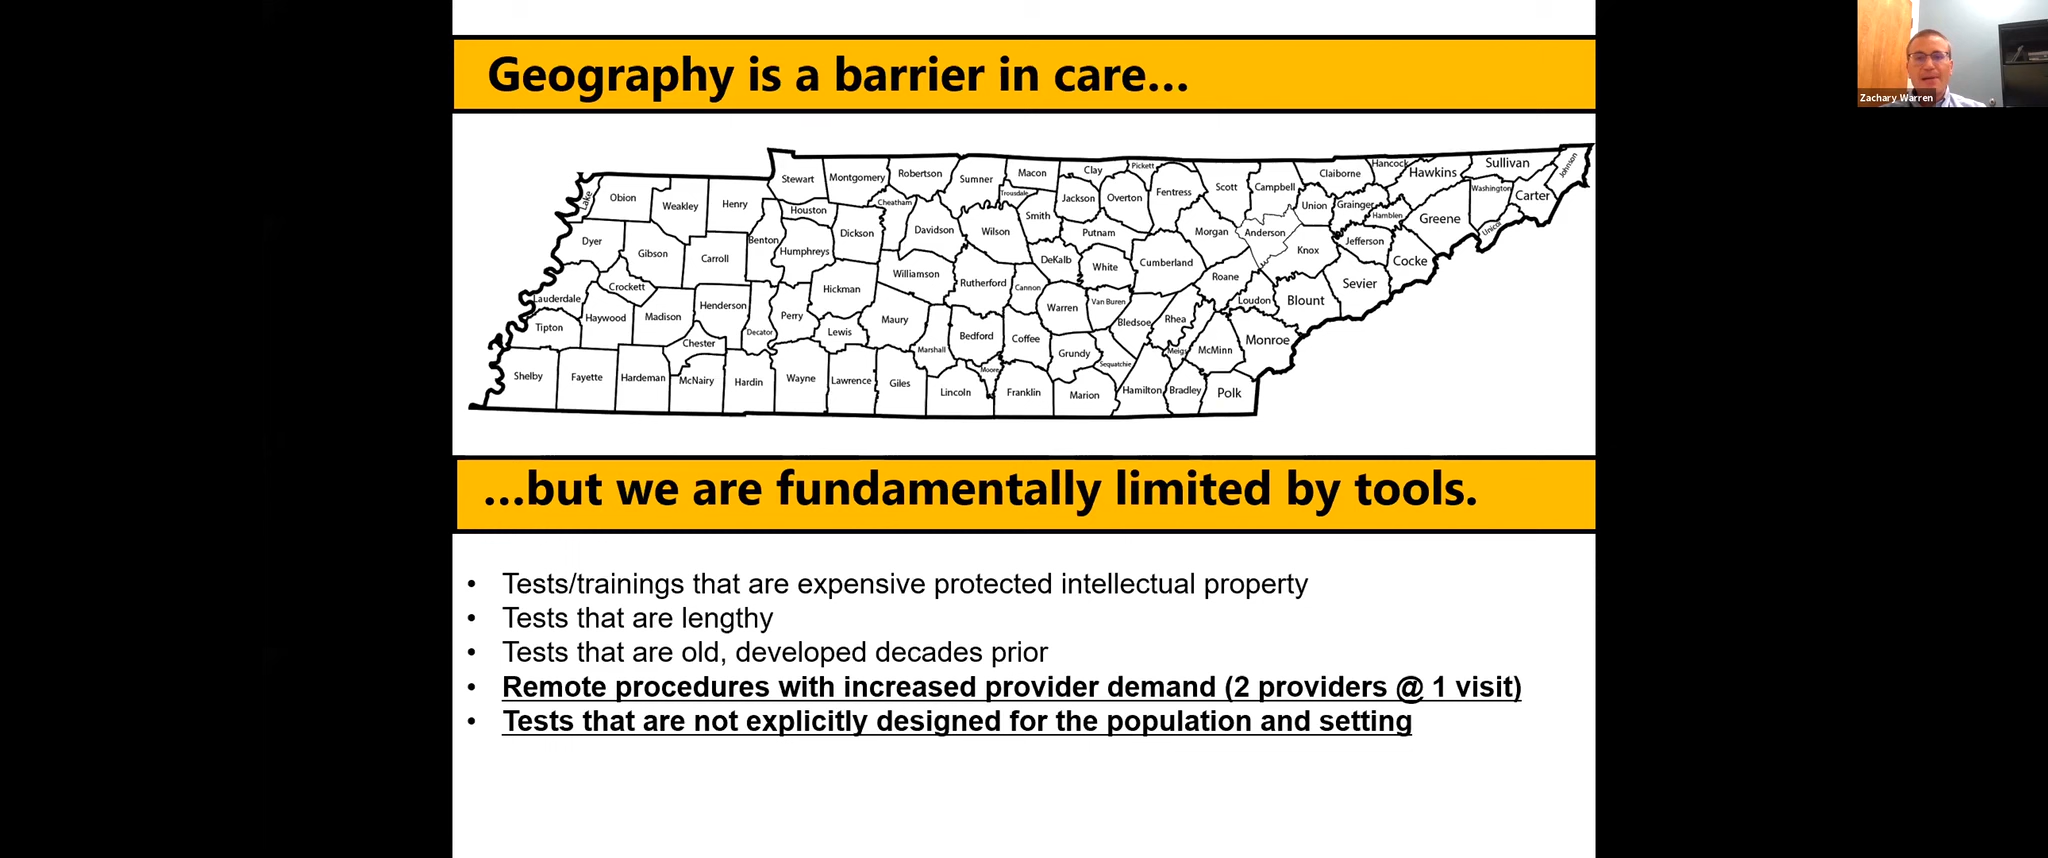 Geography is a barrier in care...
Zachary Warren
Lake
Obion
Weakley
Henry
Stewart
Montgomery
Robertson
Sumner
Macon
Trousdale
Clay
Pickett
Jackson
Overton
Fentress
Scott
Campbell
Claiborne
Hancock
Hawkins
Sullivan
Johnson
Washington
Carter
Unicoi
Greene
Hamblen
Grainger
Union
Anderson
Morgan
Putnam
Smith
Wilson
Davidson
Cheatham
Dickson
Houston
Humphreys
Benton
Carroll
Gibson
Dyer
Lauderdale
Crockett
Haywood
Madison
Henderson
Decator
Perry
Hickman
Lewis
Maury
Williamson
Rutherford
Cannon
DeKalb
White
Cumberland
Roane
Knox
Jefferson
Cocke
Sevier
Blount
Loudon
Monroe
McMinn
Meigs
Rhea
Bledsoe
Van Buren
Warren
Coffee
Bedford
Marshall
Moore
Grundy
Sequatchie
Tipton
Shelby
Fayette
Hardeman
Chester
McNairy
Hardin
Wayne
Lawrence
Giles
Lincoln
Franklin
Marion
Hamilton
Bradley
Polk
...but we are fundamentally limited by tools.
• Tests/trainings that are expensive protected intellectual property
• Tests that are lengthy
• Tests that are old, developed decades prior
• Remote procedures with increased provider demand (2 providers @ 1 visit)
• Tests that are not explicitly designed for the population and setting